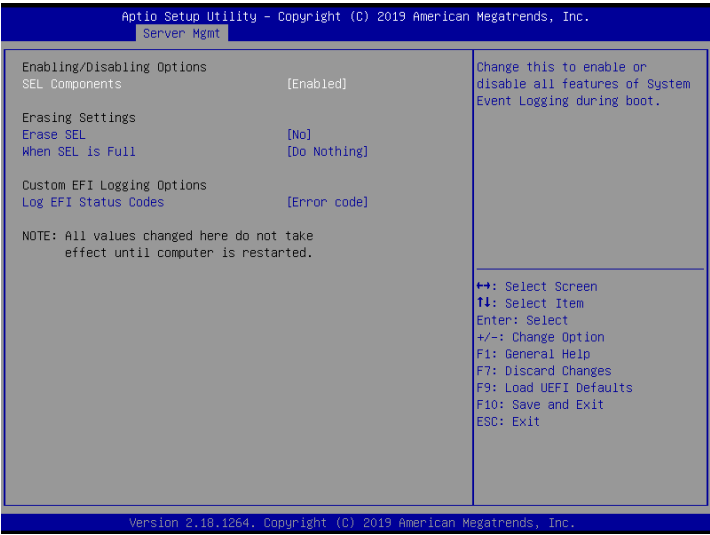 Aptio Setup Utility – Copyright (C) 2019 American Megatrends, Inc.
Server Mgmt
Enabling/Disabling Options
SEL Components [Enabled]
Erasing Settings
Erase SEL [No]
When SEL is Full [Do Nothing]
Custom EFI Logging Options
Log EFI Status Codes [Error code]
NOTE: All values changed here do not take
effect until computer is restarted.
Change this to enable or
disable all features of System
Event Logging during boot.
↔: Select Screen
↑↓: Select Item
Enter: Select
+/-: Change Option
F1: General Help
F7: Discard Changes
F9: Load UEFI Defaults
F10: Save and Exit
ESC: Exit
Version 2.18.1264. Copyright (C) 2019 American Megatrends, Inc.